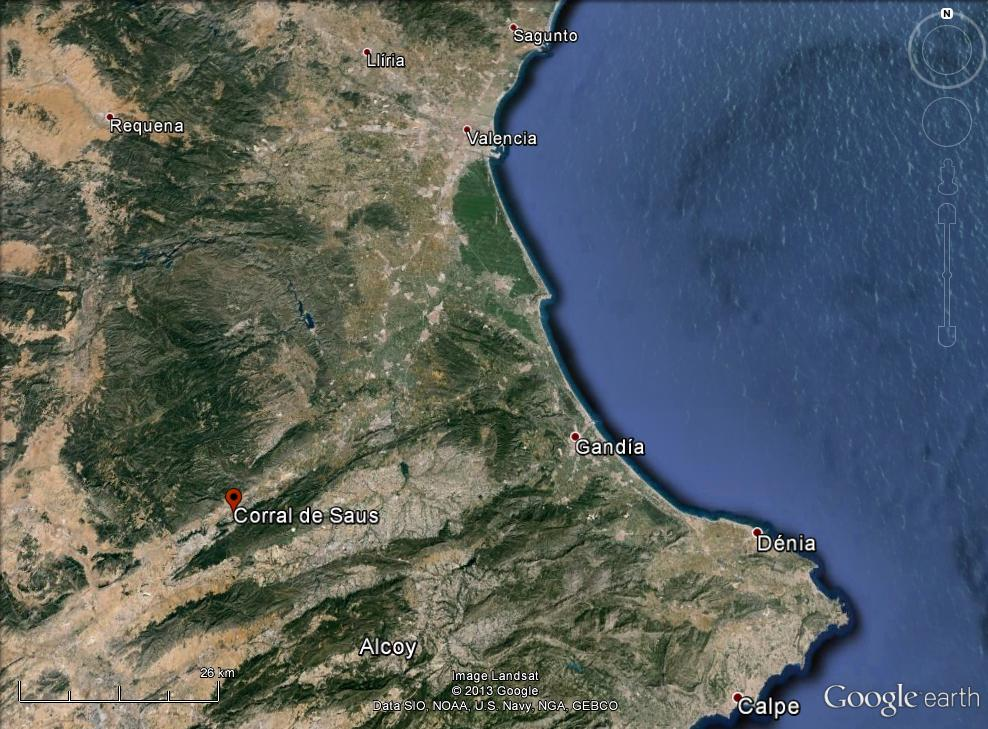 N
Sagunto
Llíria
Requena
Valencia
Gandía
Corral de Saus
Dénia
Alcoy
26 km
Image Landsat
© 2013 Google
Data SIO, NOAA, U.S. Navy, NGA, GEBCO
Calpe
Google earth